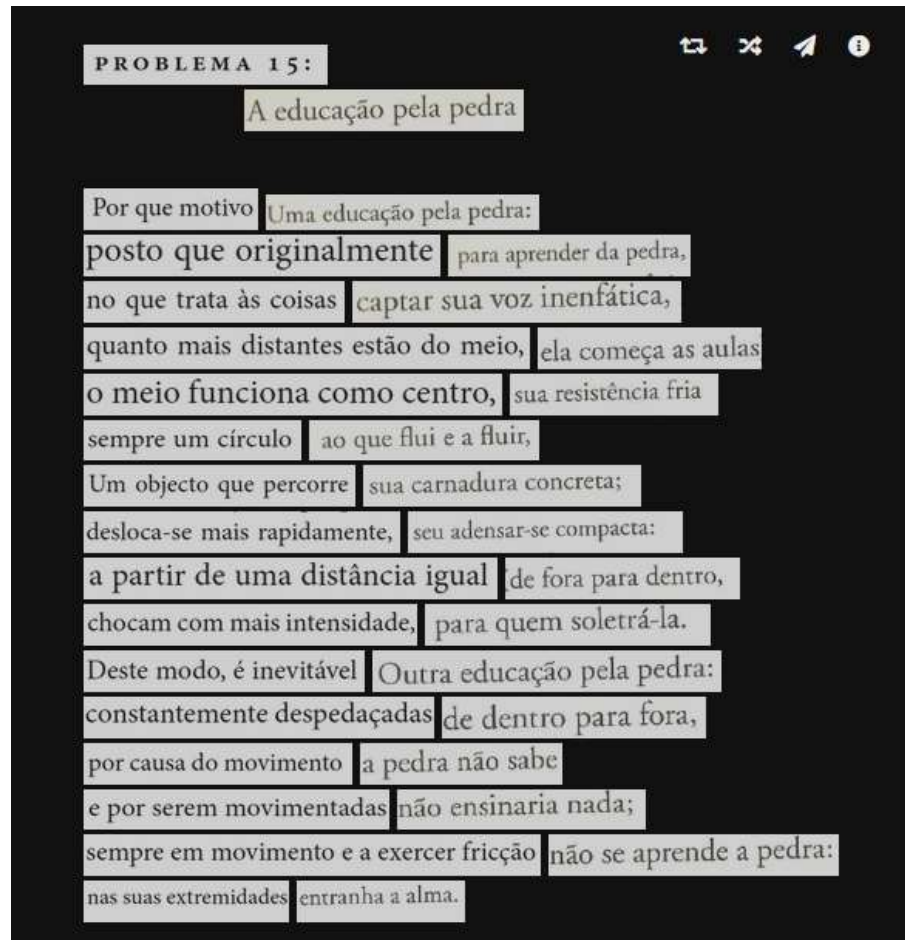 PROBLEMA 15:
A educação pela pedra
Por que motivo Uma educação pela pedra:
posto que originalmente para aprender da pedra,
no que trata às coisas captar sua voz inenfática,
quanto mais distantes estão do meio, ela começa as aulas
o meio funciona como centro, sua resistência fria
sempre um círculo ao que flui e a fluir,
Um objecto que percorre sua carnadura concreta;
desloca-se mais rapidamente, seu adensar-se compacta:
a partir de uma distância igual (de fora para dentro,
chocam com mais intensidade, para quem soletrá-la.
Deste modo, é inevitável Outra educação pela pedra:
constantemente despedaçadas de dentro para fora,
por causa do movimento a pedra não sabe
e por serem movimentadas não ensinaria nada;
sempre em movimento e a exercer fricção não se aprende a pedra:
nas suas extremidades entranha a alma.